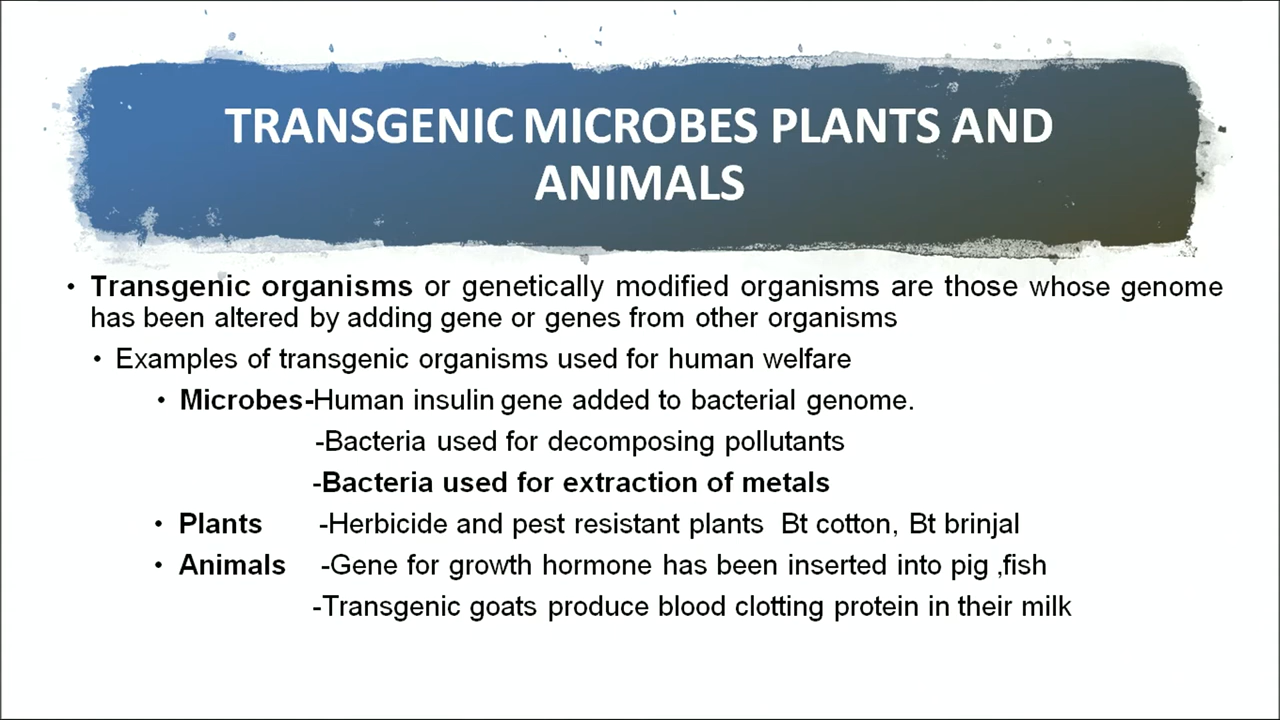 TRANSGENIC MICROBES PLANTS AND
ANIMALS
• Transgenic organisms or genetically modified organisms are those whose genome
has been altered by adding gene or genes from other organisms
• Examples of transgenic organisms used for human welfare
• Microbes-Human insulin gene added to bacterial genome.
-Bacteria used for decomposing pollutants
-Bacteria used for extraction of metals
• Plants -Herbicide and pest resistant plants Bt cotton, Bt brinjal
• Animals -Gene for growth hormone has been inserted into pig ,fish
-Transgenic goats produce blood clotting protein in their milk